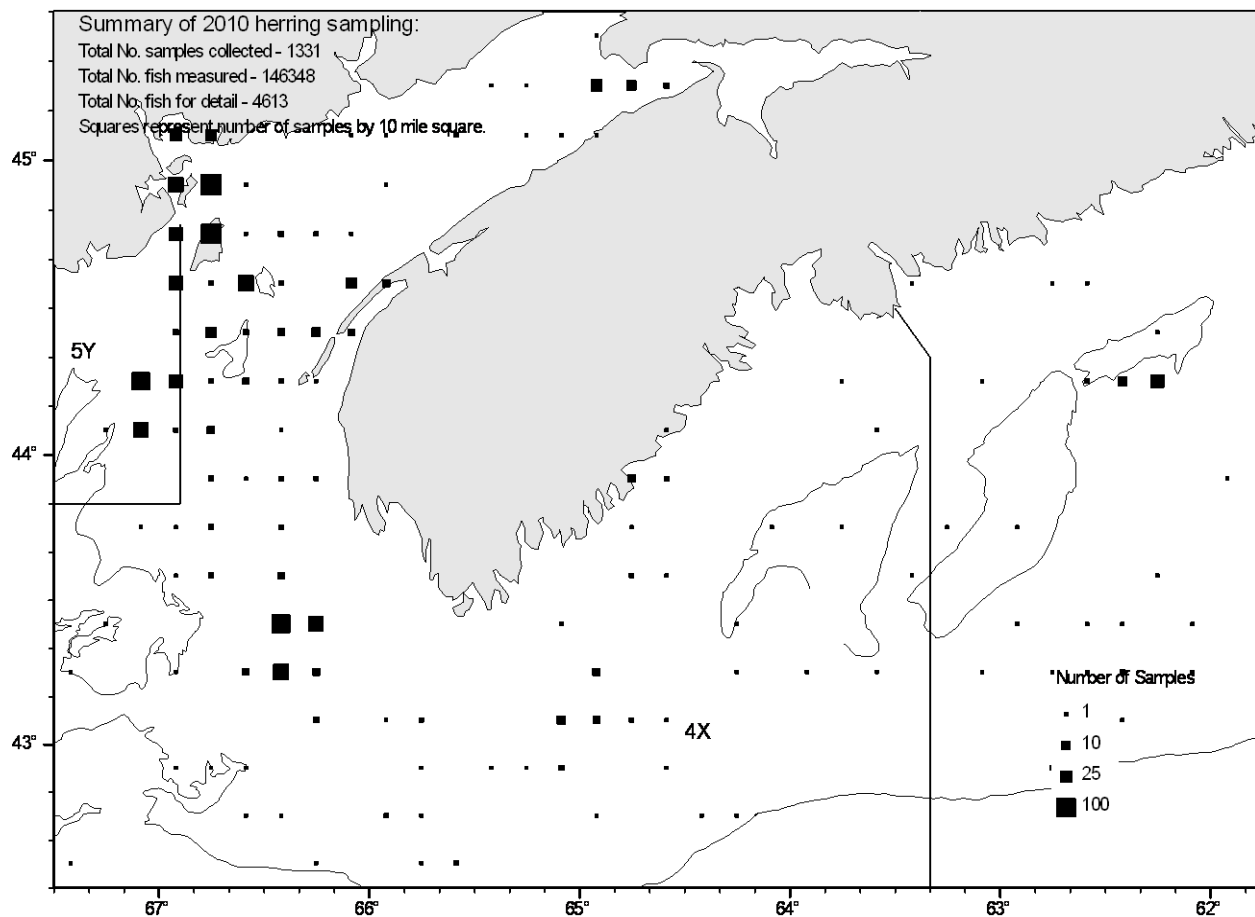 Summary of 2010 herring sampling:
Total No. samples collected - 1331
Total No. fish measured - 146348
Total No. fish for detail - 4613
Squares represent number of samples by 10 mile square.
45°
5Y
44°
Number of Samples
1
4X
10
43°
25
100
67°
66°
65°
64°
63°
62°